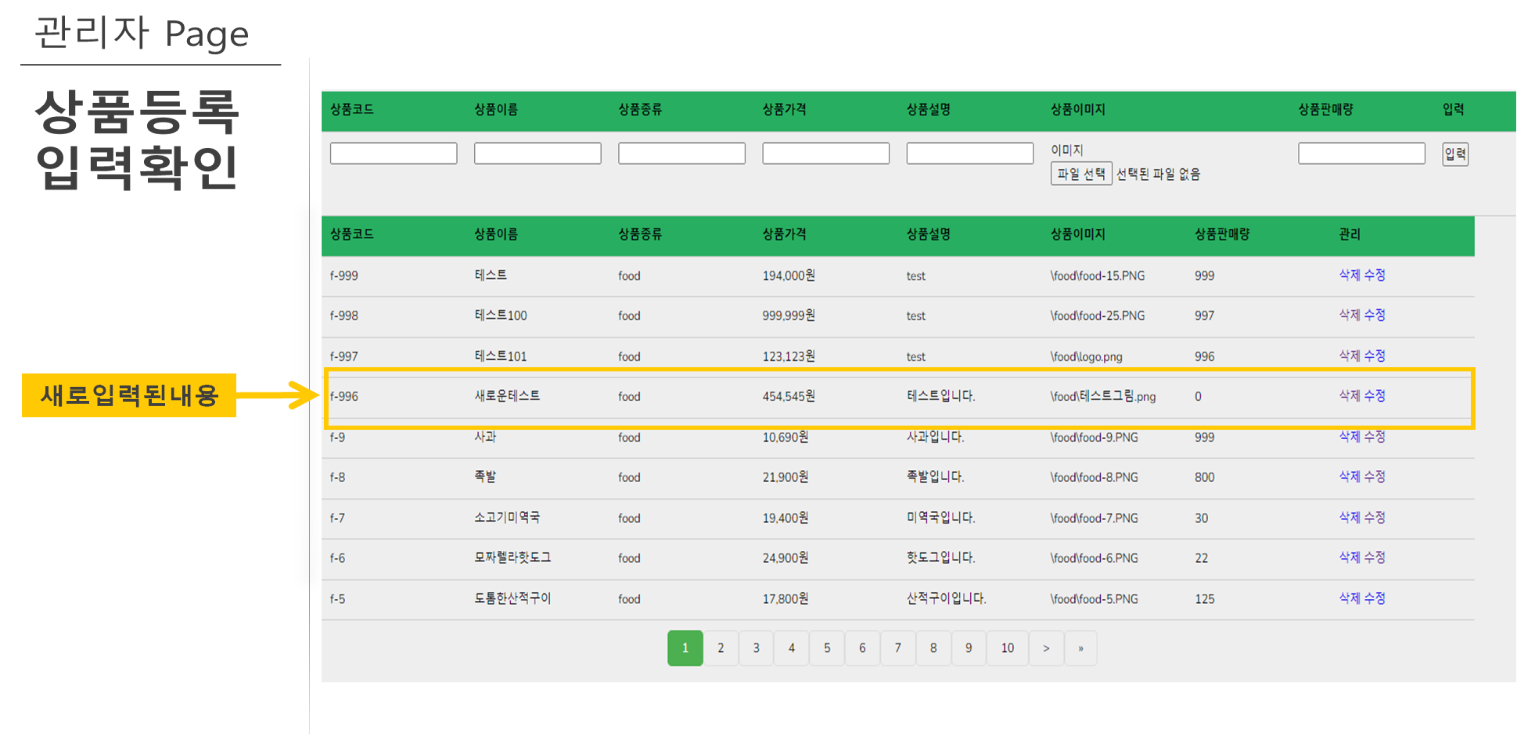 관리자 Page
상품등록
입력확인
상품코드 상품이름 상품종류 상품가격 상품설명 상품이미지 상품판매량 입력
이미지
파일 선택 선택된 파일 없음 입력
상품코드 상품이름 상품종류 상품가격 상품설명 상품이미지 상품판매량 관리
f-999 테스트 food 194,000원 test \food\food-15.PNG 999 삭제 수정
f-998 테스트100 food 999,999원 test \food\food-25.PNG 997 삭제 수정
f-997 테스트101 food 123,123원 test \food\logo.png 996 삭제 수정
새로입력된내용
f-996 새로운테스트 food 454,545원 테스트입니다. \food\테스트그림.png 0 삭제 수정
f-9 사과 food 10,690원 사과입니다. \food\food-9.PNG 999 삭제 수정
f-8 족발 food 21,900원 족발입니다. \food\food-8.PNG 800 삭제 수정
f-7 소고기미역국 food 19,400원 미역국입니다. \food\food-7.PNG 30 삭제 수정
f-6 모짜렐라핫도그 food 24,900원 핫도그입니다. \food\food-6.PNG 22 삭제 수정
f-5 도톰한산적구이 food 17,800원 산적구이입니다. \food\food-5.PNG 125 삭제 수정
1 2 3 4 5 6 7 8 9 10 > »